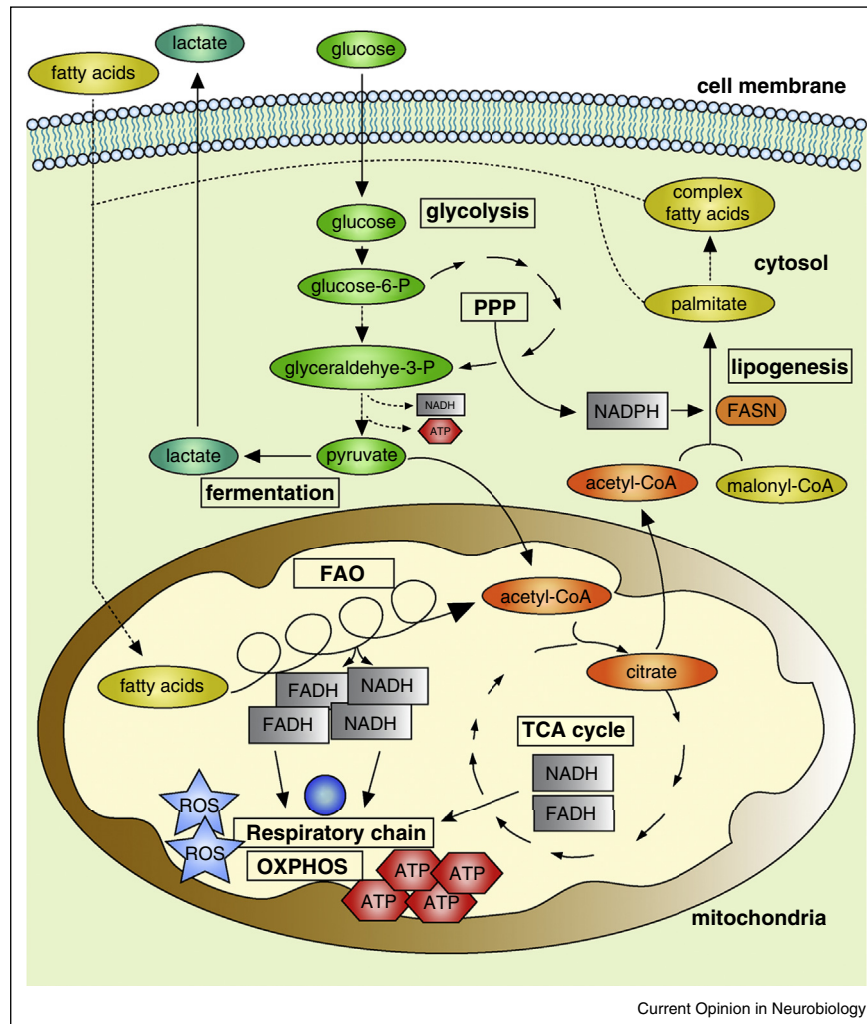 lactate
glucose
fatty acids
cell membrane
glucose
glycolysis
complex
fatty acids
cytosol
glucose-6-P
PPP
palmitate
glyceraldehye-3-P
lipogenesis
NADH
NADPH
FASN
ATP
lactate
pyruvate
fermentation
acetyl-CoA
malonyl-CoA
FAO
acetyl-CoA
fatty acids
citrate
FADH
NADH
FADH
NADH
TCA cycle
NADH
FADH
ROS
ROS
Respiratory chain
OXPHOS
ATP
ATP
ATP
ATP
mitochondria
Current Opinion in Neurobiology